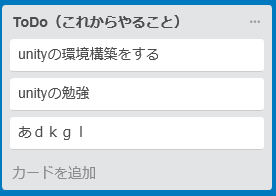 ToDo（これからやること）
unityの環境構築をする
unityの勉強
あｄｋｇｌ
カードを追加